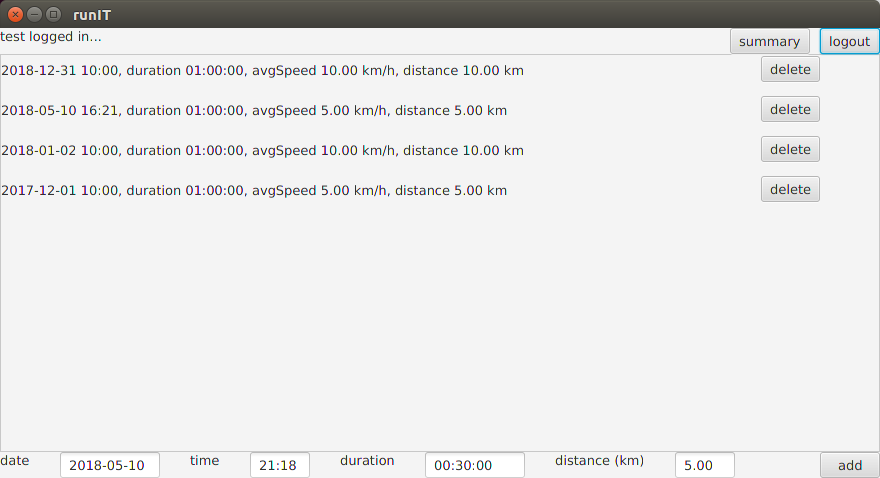 runIT
test logged in...
summary
logout
2018-12-31 10:00, duration 01:00:00, avgSpeed 10.00 km/h, distance 10.00 km
delete
2018-05-10 16:21, duration 01:00:00, avgSpeed 5.00 km/h, distance 5.00 km
delete
2018-01-02 10:00, duration 01:00:00, avgSpeed 10.00 km/h, distance 10.00 km
delete
2017-12-01 10:00, duration 01:00:00, avgSpeed 5.00 km/h, distance 5.00 km
delete
date 2018-05-10 time 21:18 duration 00:30:00 distance (km) 5.00 add